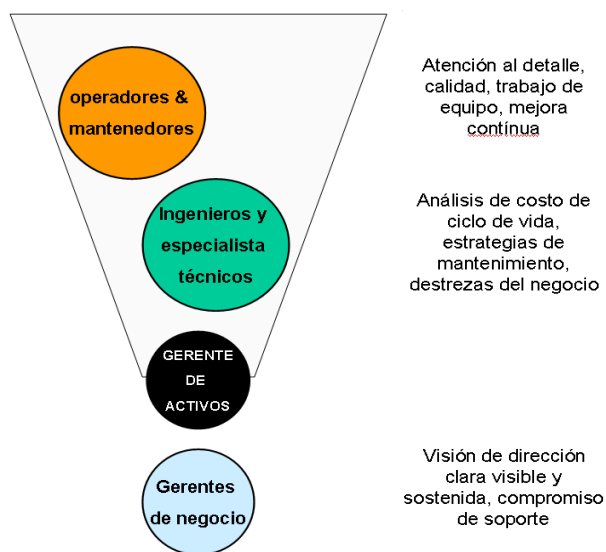 operadores &
mantenedores
Atención al detalle,
calidad, trabajo de
equipo, mejora
contínua
Ingenieros y
especialista
técnicos
Análisis de costo de
ciclo de vida,
estrategias de
mantenimiento,
destrezas del negocio
GERENTE
DE
ACTIVOS
Gerentes
de negocio
Visión de dirección
clara visible y
sostenida, compromiso
de soporte